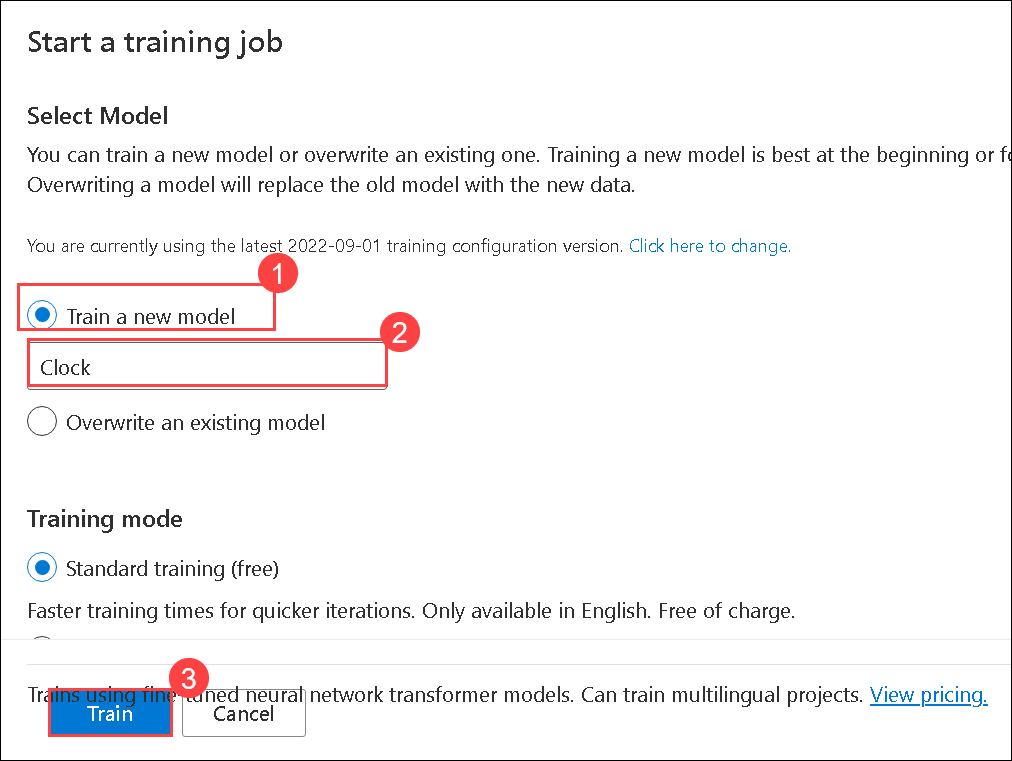 Start a training job
Select Model
You can train a new model or overwrite an existing one. Training a new model is best at the beginning or
Overwriting a model will replace the old model with the new data.
You are currently using the latest 2022-09-01 training configuration version. Click here to change.
1
Train a new model
2
Clock
Overwrite an existing model
Training mode
Standard training (free)
Faster training times for quicker iterations. Only available in English. Free of charge.
3
Trains using fine-tuned neural network transformer models. Can train multilingual projects. View pricing.
Train Cancel